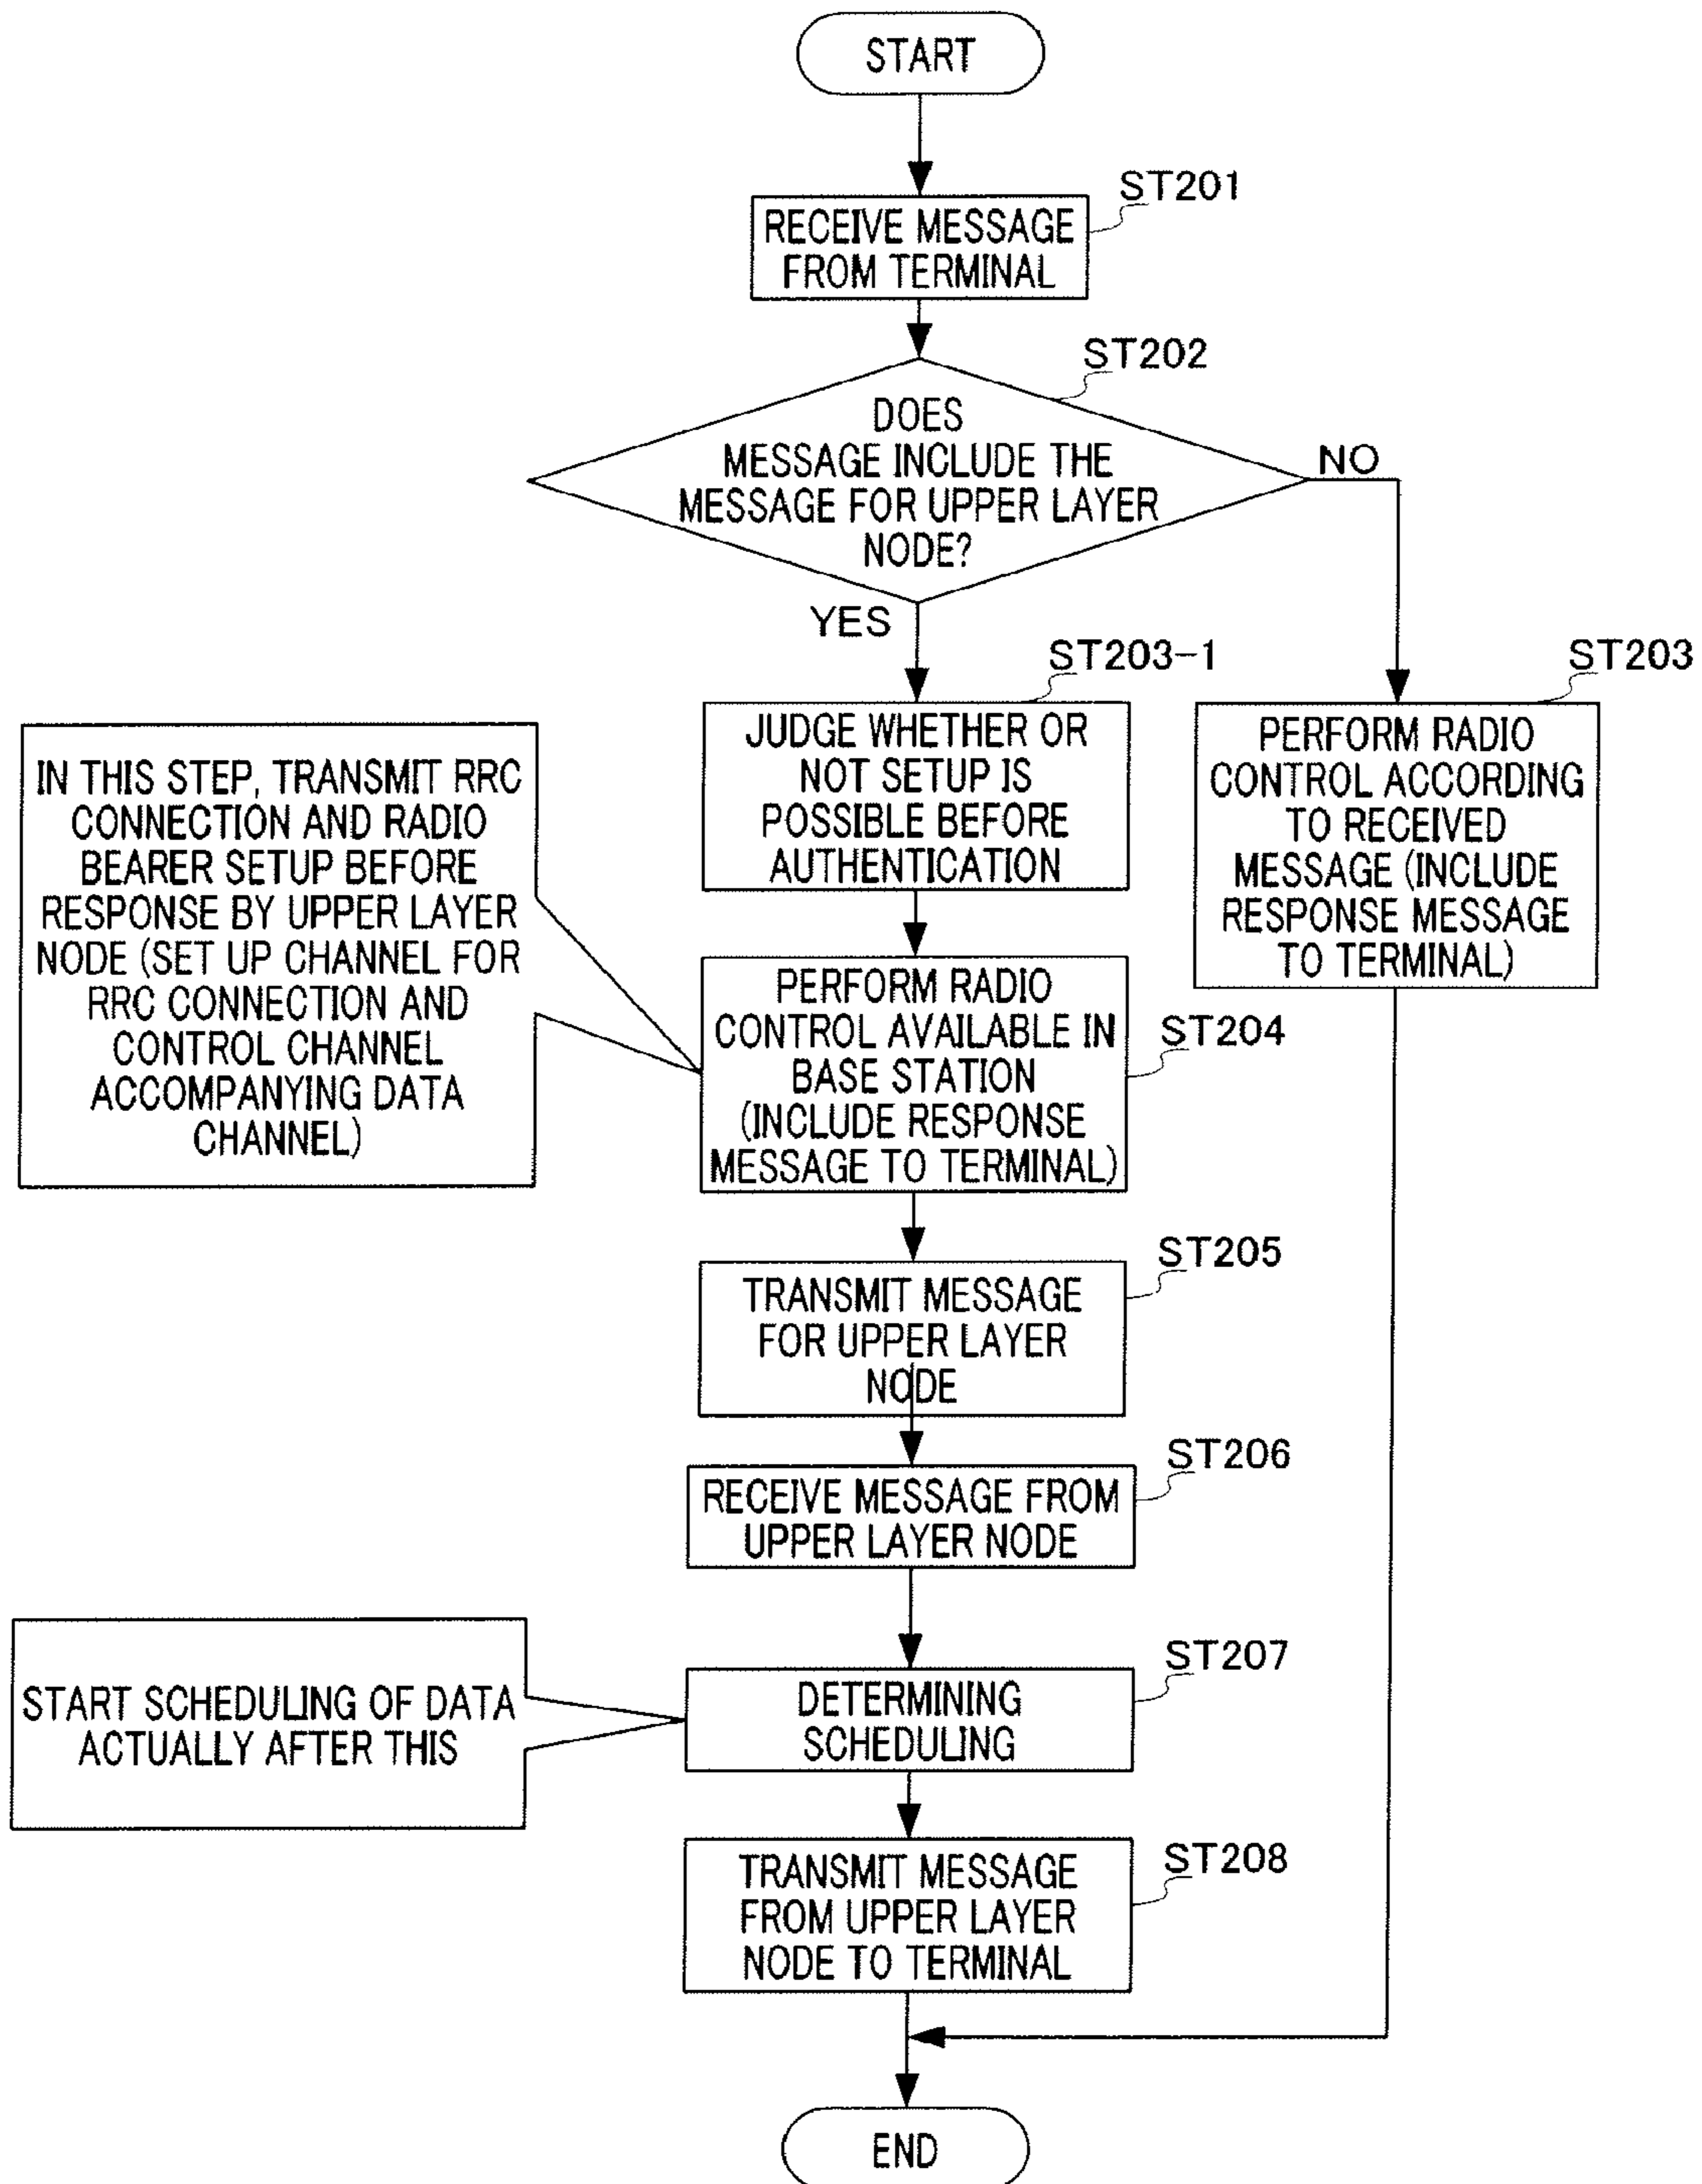 START
ST201
RECEIVE MESSAGE
FROM TERMINAL
ST202
DOES
MESSAGE INCLUDE THE
MESSAGE FOR UPPER LAYER
NODE?
NO
YES
ST203-1
JUDGE WHETHER OR
NOT SETUP IS
POSSIBLE BEFORE
AUTHENTICATION
ST203
PERFORM RADIO
CONTROL ACCORDING
TO RECEIVED
MESSAGE (INCLUDE
RESPONSE MESSAGE
TO TERMINAL)
IN THIS STEP, TRANSMIT RRC
CONNECTION AND RADIO
BEARER SETUP BEFORE
RESPONSE BY UPPER LAYER
NODE (SET UP CHANNEL FOR
RRC CONNECTION AND
CONTROL CHANNEL
ACCOMPANYING DATA
CHANNEL)
PERFORM RADIO
CONTROL AVAILABLE IN
BASE STATION
(INCLUDE RESPONSE
MESSAGE TO TERMINAL)
ST204
ST205
TRANSMIT MESSAGE
FOR UPPER LAYER
NODE
ST206
RECEIVE MESSAGE FROM
UPPER LAYER NODE
ST207
START SCHEDULING OF DATA
ACTUALLY AFTER THIS
DETERMINING
SCHEDULING
ST208
TRANSMIT MESSAGE
FROM UPPER LAYER
NODE TO TERMINAL
END